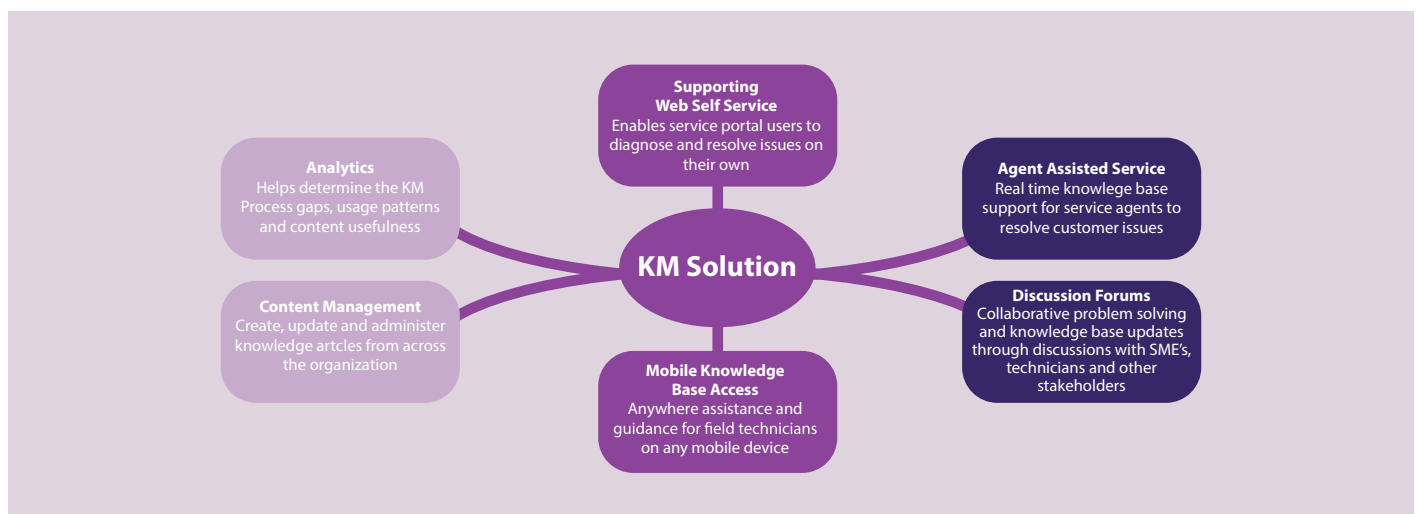 Supporting
Web Self Service
Enables service portal users to
diagnose and resolve issues on
their own
Analytics
Helps determine the KM
Process gaps, usage patterns
and content usefulness
Agent Assisted Service
Real time knowlege base
support for service agents to
resolve customer issues
KM Solution
Content Management
Create, update and administer
knowledge artcles from across
the organization
Discussion Forums
Collaborative problem solving
and knowledge base updates
through discussions with SME's,
technicians and other
stakeholders
Mobile Knowledge
Base Access
Anywhere assistance and
guidance for field technicians
on any mobile device